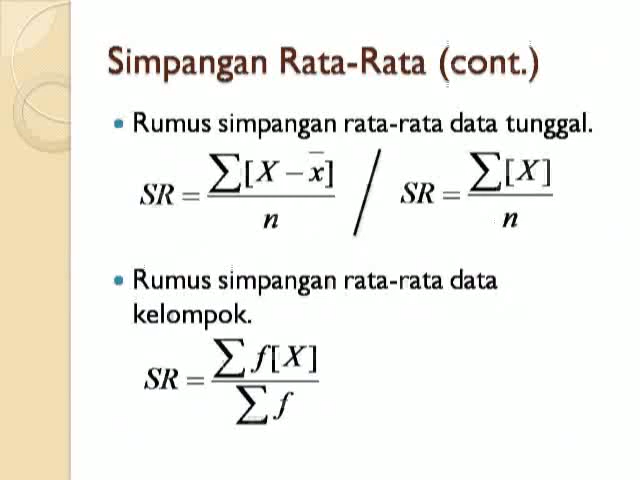 Simpangan Rata-Rata (cont.)
• Rumus simpangan rata-rata data tunggal.
SR = ∑[X − x̄] / n / SR = ∑[X] / n
• Rumus simpangan rata-rata data
kelompok.
SR = ∑ f[X] / ∑ f